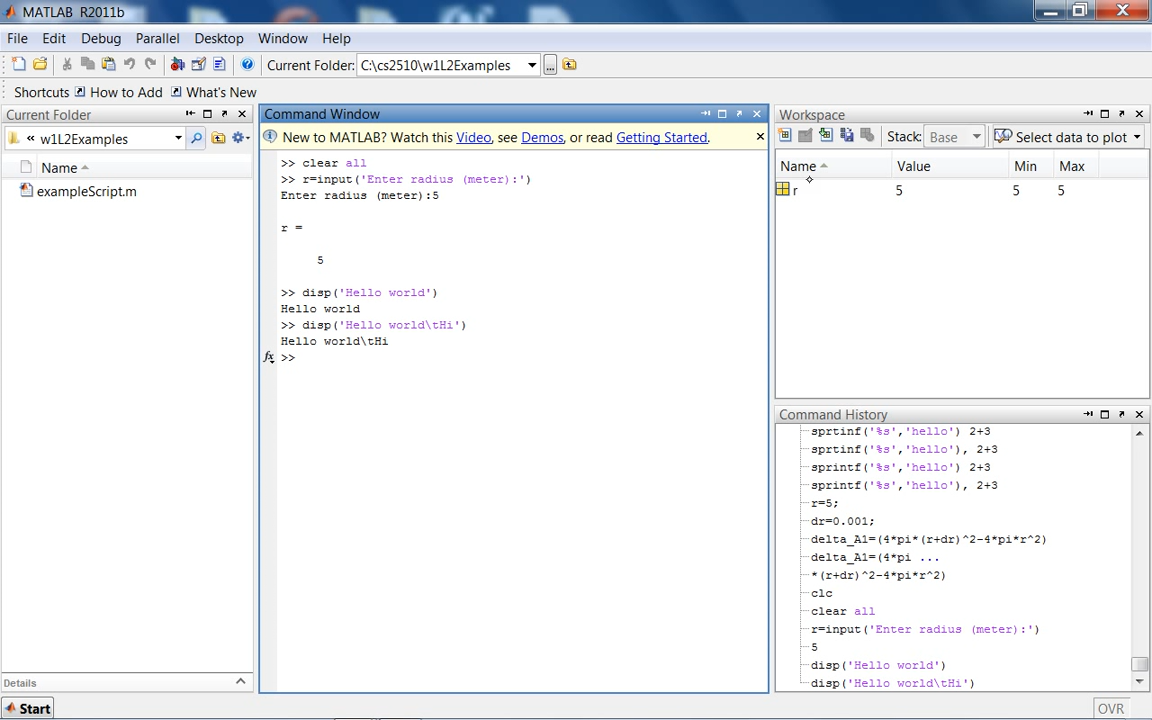 MATLAB R2011b
File Edit Debug Parallel Desktop Window Help
Current Folder: C:\cs2510\w1L2Examples ...
Shortcuts How to Add What's New
Current Folder
« w1L2Examples
Name
exampleScript.m
Details
Command Window
New to MATLAB? Watch this Video, see Demos, or read Getting Started.
>> clear all
>> r=input('Enter radius (meter):')
Enter radius (meter):5
r =
5
>> disp('Hello world')
Hello world
>> disp('Hello world\tHi')
Hello world\tHi
fx >>
Workspace
Stack: Base Select data to plot
Name Value Min Max
r 5 5 5
Command History
sprtinf('%s','hello') 2+3
sprtinf('%s','hello'), 2+3
sprintf('%s','hello') 2+3
sprintf('%s','hello'), 2+3
r=5;
dr=0.001;
delta_A1=(4*pi*(r+dr)^2-4*pi*r^2)
delta_A1=(4*pi ...
*(r+dr)^2-4*pi*r^2)
clc
clear all
r=input('Enter radius (meter):')
5
disp('Hello world')
disp('Hello world\tHi')
Start
OVR